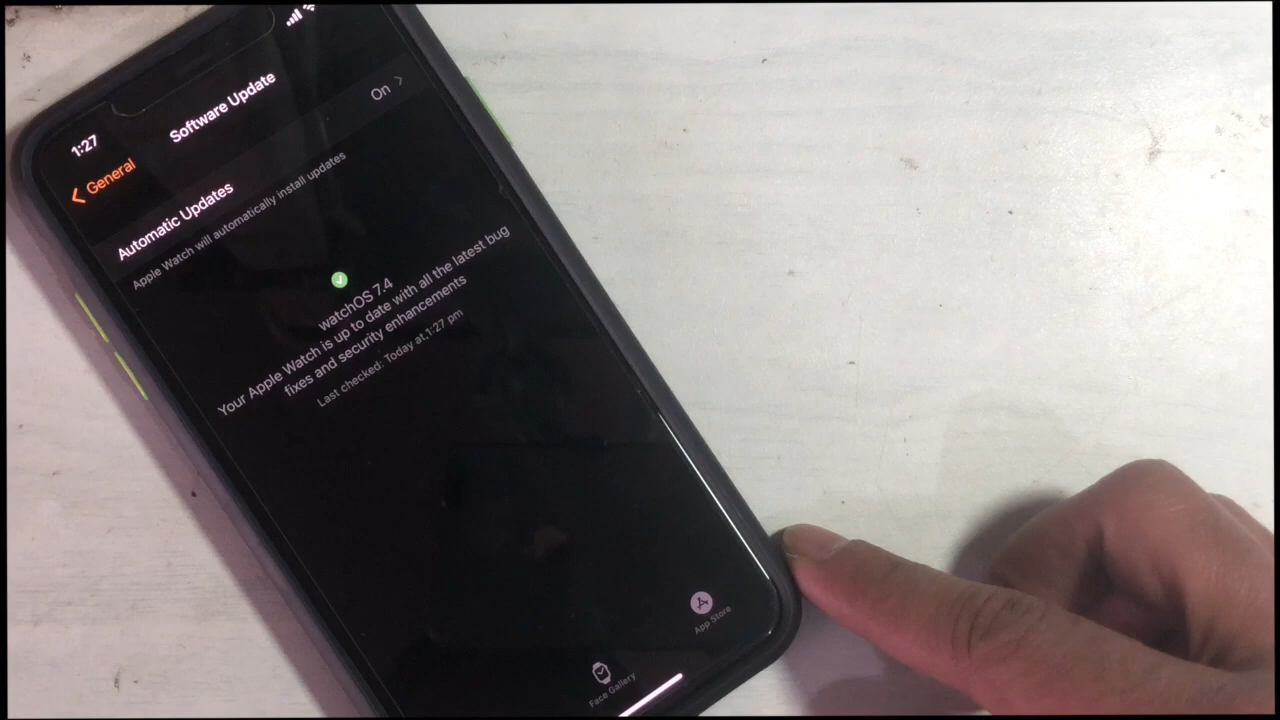 1:27
General
Software Update
Automatic Updates
On
Apple Watch will automatically install updates
watchOS 7.4
Your Apple Watch is up to date with all the latest bug
fixes and security enhancements
Last checked: Today at 1:27 pm
Face Gallery
App Store